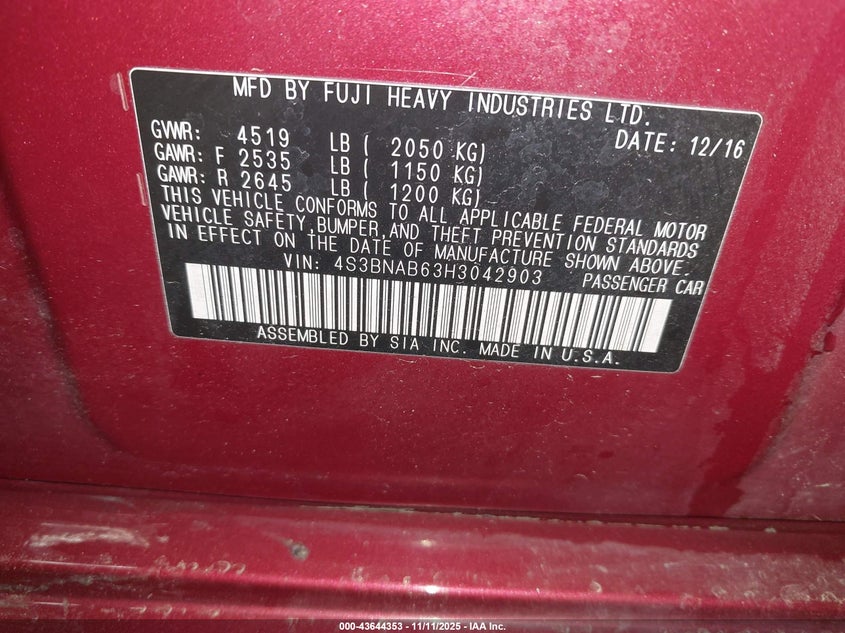 MFD BY FUJI HEAVY INDUSTRIES LTD.
GVWR: 4519 LB ( 2050 KG) DATE: 12/16
GAWR: F 2535 LB ( 1150 KG)
GAWR: R 2645 LB ( 1200 KG)
THIS VEHICLE CONFORMS TO ALL APPLICABLE FEDERAL MOTOR
VEHICLE SAFETY,BUMPER,AND THEFT PREVENTION STANDARDS
IN EFFECT ON THE DATE OF MANUFACTURE SHOWN ABOVE.
VIN: 4S3BNAB63H3042903 PASSENGER CAR
ASSEMBLED BY SIA INC. MADE IN U.S.A.
000-43644353 - 11/11/2025 - IAA Inc.